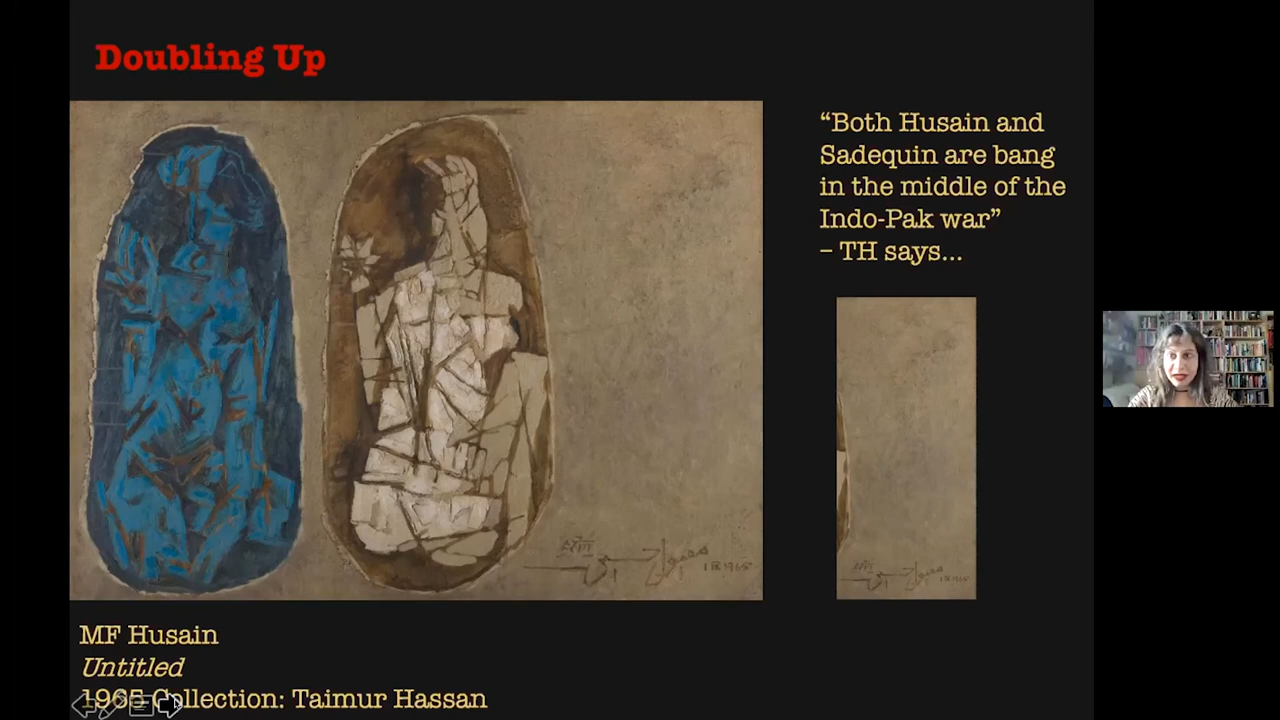 Doubling Up
“Both Husain and
Sadequin are bang
in the middle of the
Indo-Pak war”
– TH says...
MF Husain
Untitled
1965 Collection: Taimur Hassan